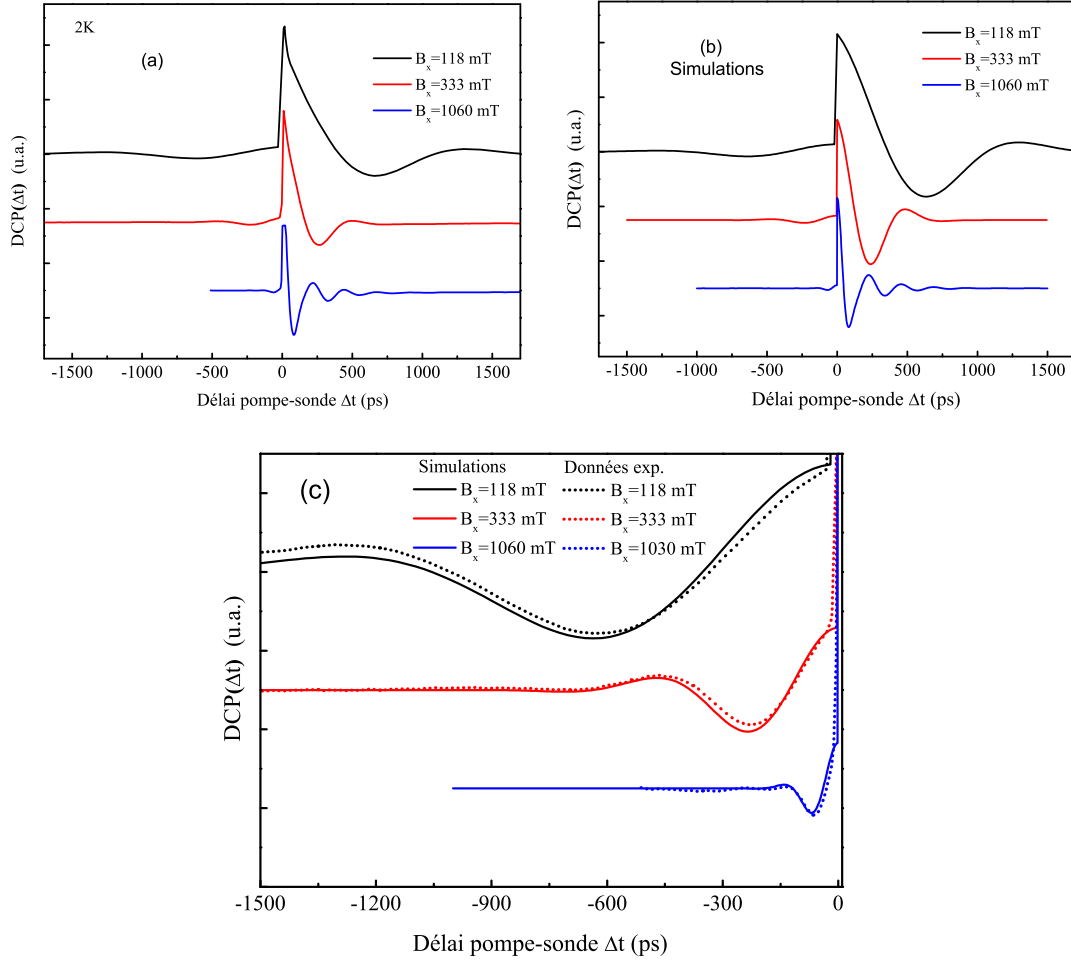 2K
(a)
B_x=118 mT
B_x=333 mT
B_x=1060 mT
DCP(Δt) (u.a.)
-1500 -1000 -500 0 500 1000 1500
Délai pompe-sonde Δt (ps)
(b)
Simulations
B_x=118 mT
B_x=333 mT
B_x=1060 mT
DCP(Δt) (u.a.)
-1500 -1000 -500 0 500 1000 1500
Délai pompe-sonde Δt (ps)
(c)
Simulations Données exp.
B_x=118 mT B_x=118 mT
B_x=333 mT B_x=333 mT
B_x=1060 mT B_x=1030 mT
DCP(Δt) (u.a.)
-1500 -1200 -900 -600 -300 0
Délai pompe-sonde Δt (ps)